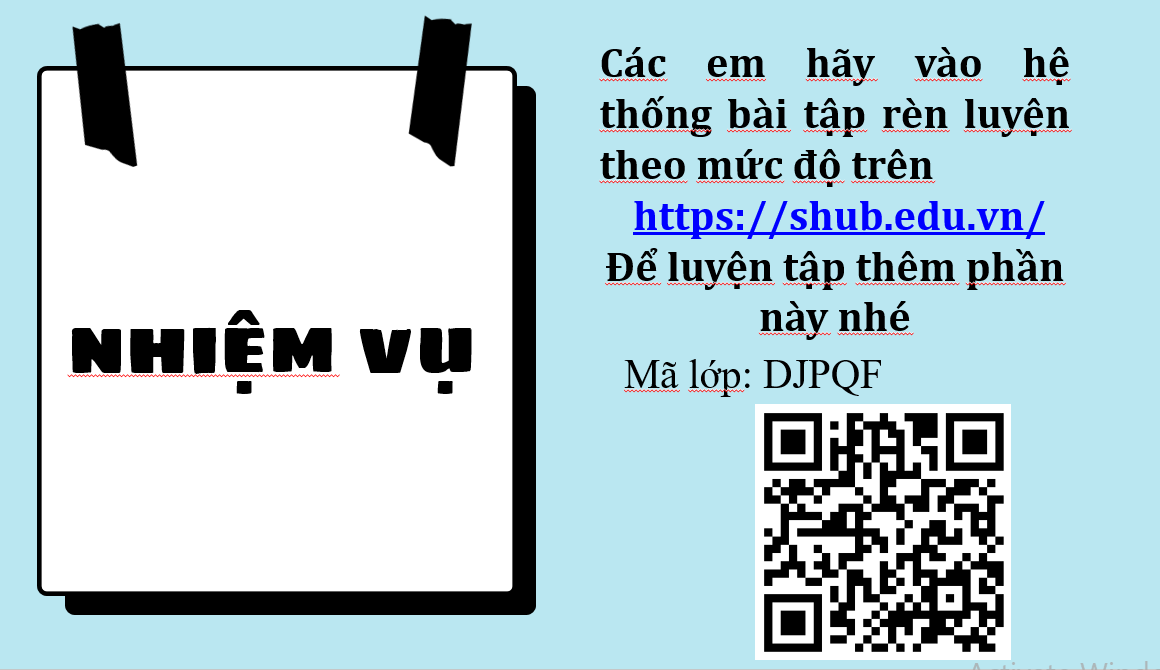 NHIỆM VỤ
Các em hãy vào hệ
thống bài tập rèn luyện
theo mức độ trên
https://shub.edu.vn/
Để luyện tập thêm phần
này nhé
Mã lớp: DJPQF